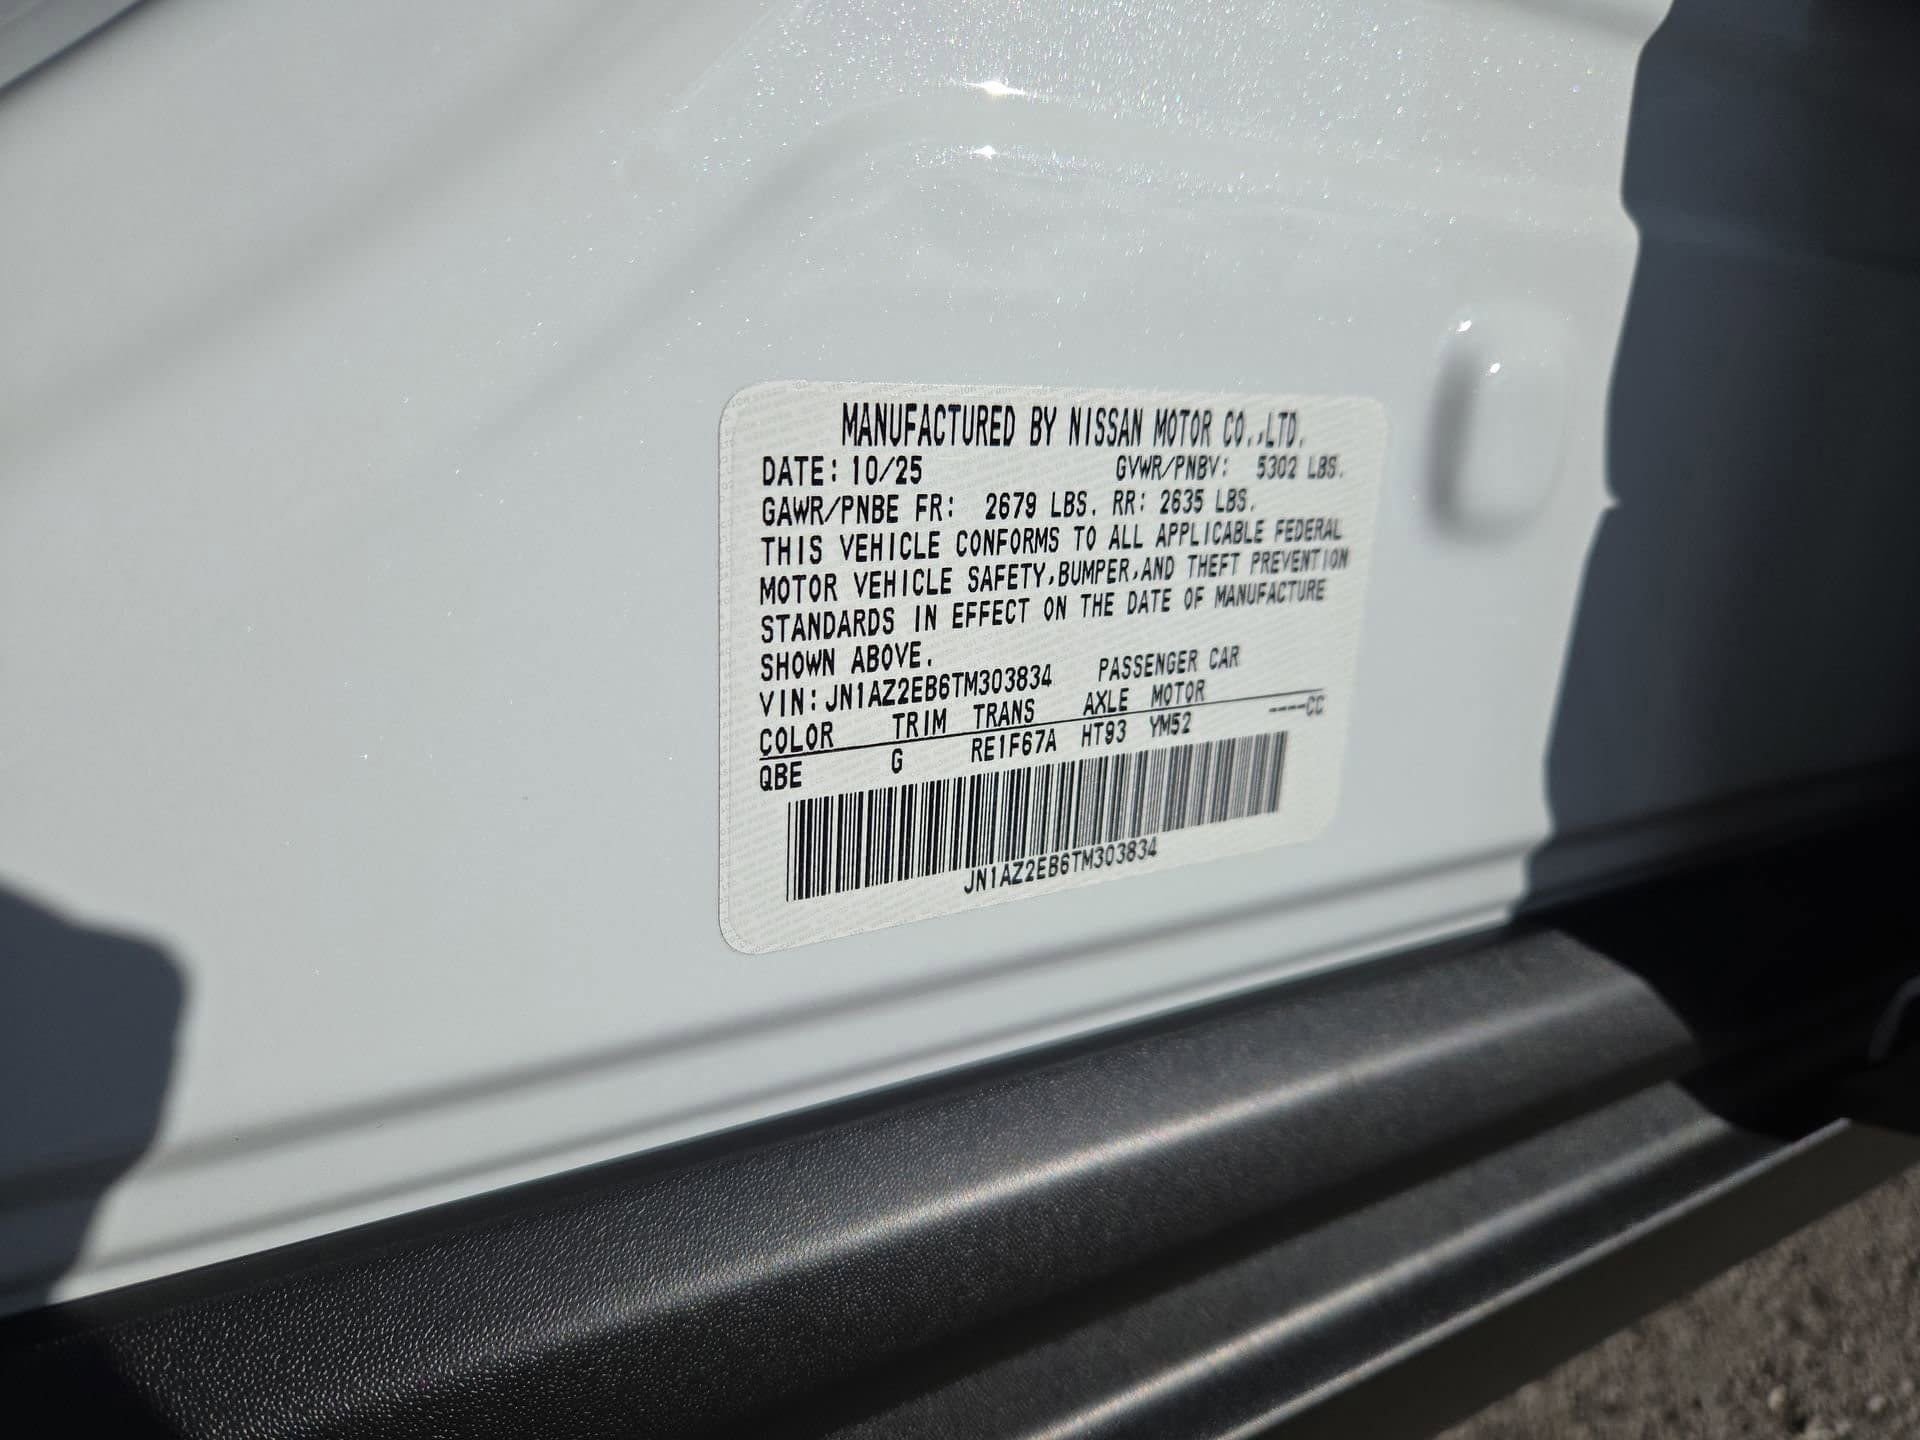 MANUFACTURED BY NISSAN MOTOR CO.,LTD.
DATE: 10/25 GVWR/PNBV: 5302 LBS.
GAWR/PNBE FR: 2679 LBS. RR: 2635 LBS.
THIS VEHICLE CONFORMS TO ALL APPLICABLE FEDERAL
MOTOR VEHICLE SAFETY,BUMPER,AND THEFT PREVENTION
STANDARDS IN EFFECT ON THE DATE OF MANUFACTURE
SHOWN ABOVE.
VIN:JN1AZ2EB6TM303834 PASSENGER CAR
COLOR TRIM TRANS AXLE MOTOR
QBE G RE1F67A HT93 YM52 ----CC
JN1AZ2EB6TM303834